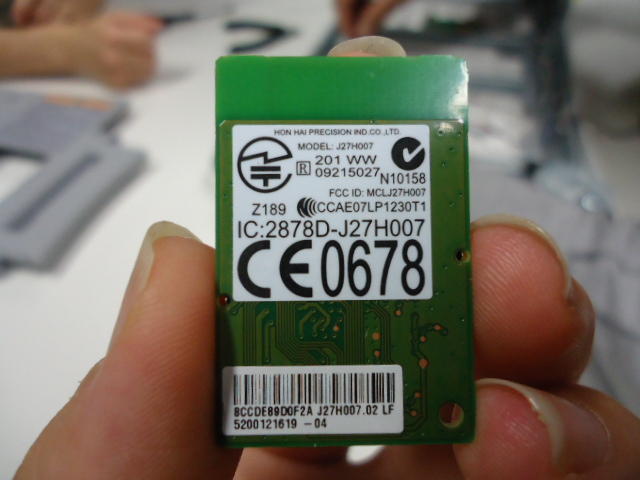 HON HAI PRECISION IND.CO.,LTD.
MODEL: J27H007
R 201 WW
09215027
N10158
FCC ID: MCLJ27H007
Z189 CCAE07LP1230T1
IC:2878D-J27H007
CE0678
8CCDE89D0F2A J27H007.02 LF
5200121619 -04